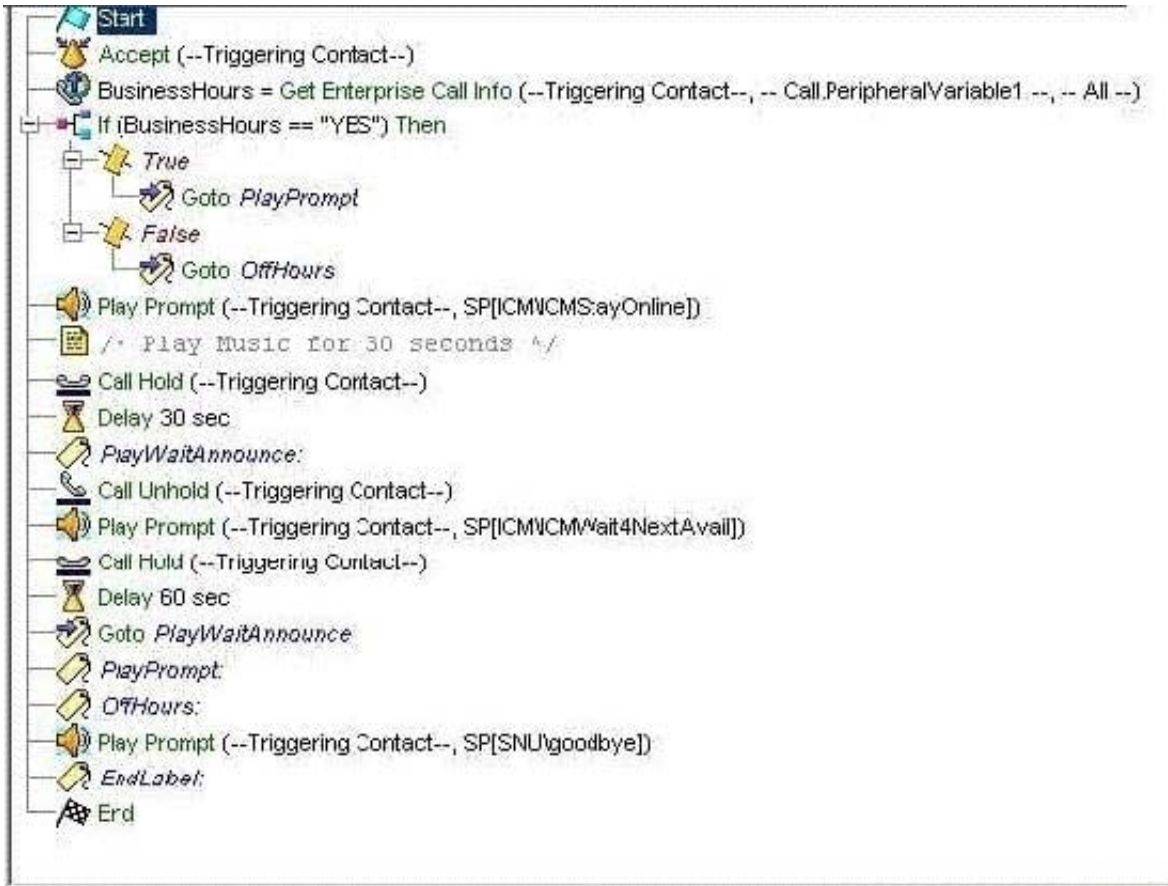 Start
Accept (--Triggering Contact--)
BusinessHours = Get Enterprise Call Info (--Triggering Contact--, -- Call.PeripheralVariable1 --, -- All --)
If (BusinessHours == "YES") Then
True
Goto PlayPrompt
False
Goto OffHours
Play Prompt (--Triggering Contact--, SP[ICM\ICMStayOnline])
/* Play Music for 30 seconds */
Call Hold (--Triggering Contact--)
Delay 30 sec
PlayWaitAnnounce:
Call Unhold (--Triggering Contact--)
Play Prompt (--Triggering Contact--, SP[ICM\ICMWait4NextAvail])
Call Hold (--Triggering Contact--)
Delay 60 sec
Goto PlayWaitAnnounce
PlayPrompt:
OffHours:
Play Prompt (--Triggering Contact--, SP[SNU\goodbye])
EndLabel:
End